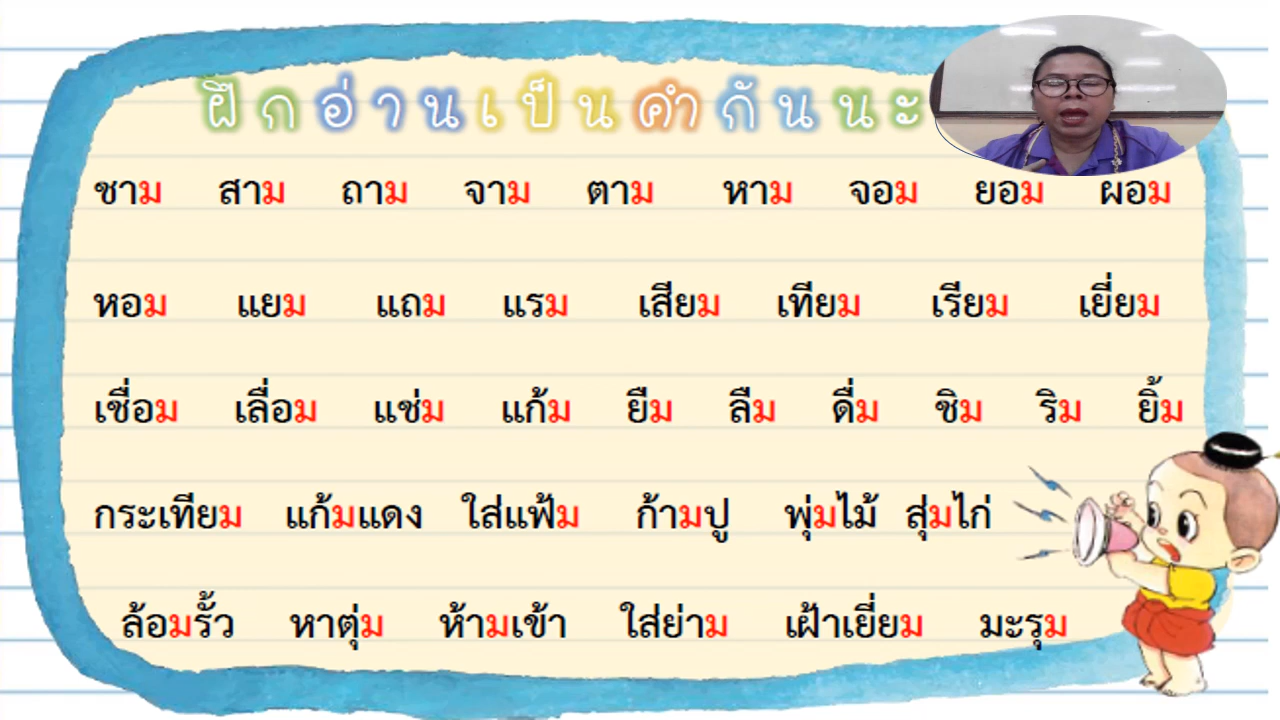 ฝึกอ่านเป็นคำกันนะ
ชาม สาม ถาม จาม ตาม หาม จอม ยอม ผอม
หอม แยม แถม แรม เสียม เทียม เรียม เยี่ยม
เชื่อม เลื่อม แช่ม แก้ม ยืม ลืม ดื่ม ชิม ริม ยิ้ม
กระเทียม แก้มแดง ใส่แฟ้ม ก้ามปู พุ่มไม้ สุ่มไก่
ล้อมรั้ว หาตุ่ม ห้ามเข้า ใส่ย่าม เฝ้าเยี่ยม มะรุม